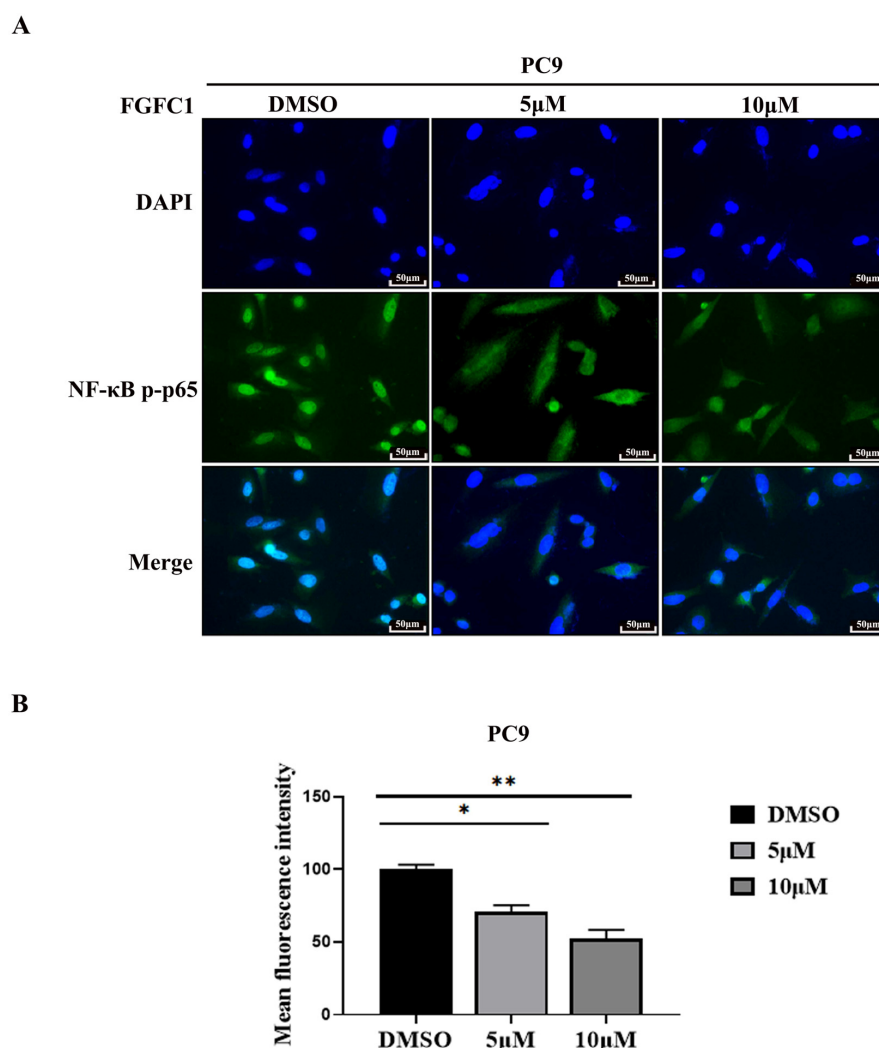 A
PC9
FGFC1 DMSO 5μM 10μM
DAPI
50μm 50μm 50μm
NF-κB p-p65
50μm 50μm 50μm
Merge
50μm 50μm 50μm
B
PC9
Mean fluorescence intensity
150
100
50
0
**
*
DMSO 5μM 10μM
DMSO
5μM
10μM